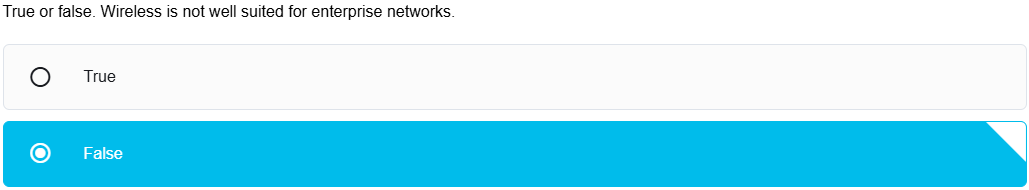 True or false. Wireless is not well suited for enterprise networks.
True
False